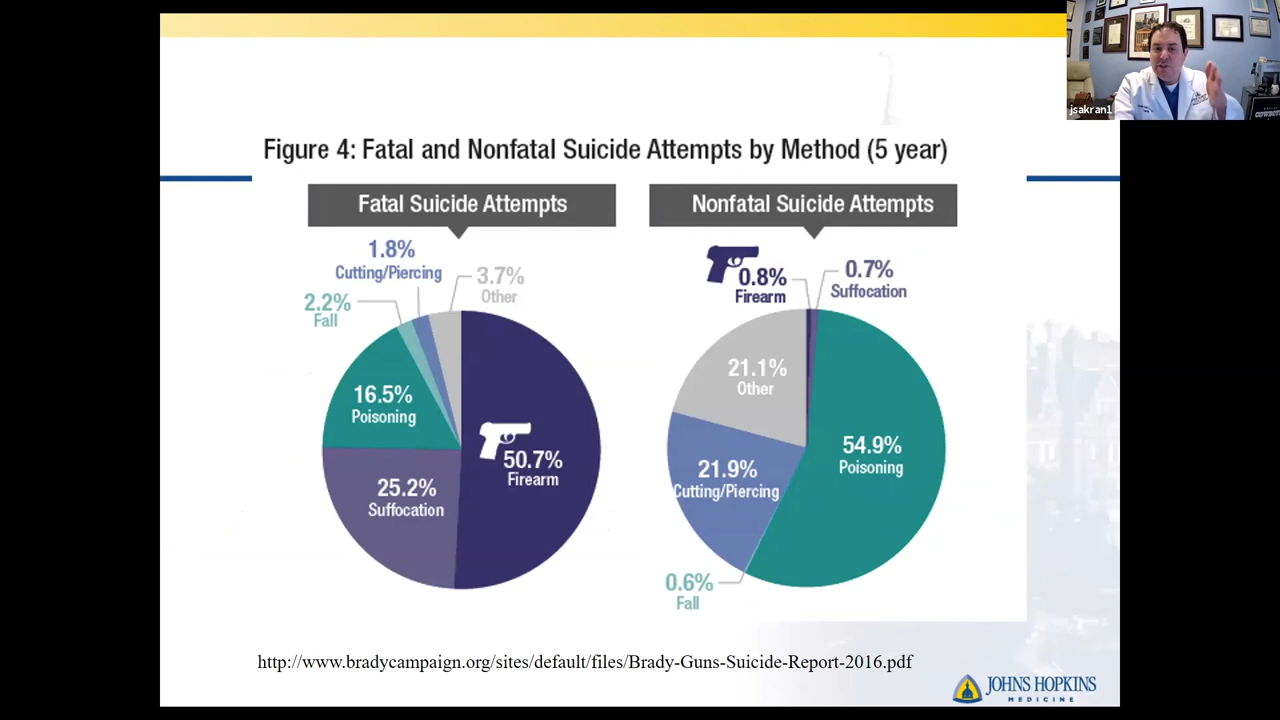 jsakran1
Figure 4: Fatal and Nonfatal Suicide Attempts by Method (5 year)
Fatal Suicide Attempts
1.8%
Cutting/Piercing
3.7%
Other
2.2%
Fall
16.5%
Poisoning
50.7%
Firearm
25.2%
Suffocation
Nonfatal Suicide Attempts
0.8%
Firearm
0.7%
Suffocation
21.1%
Other
54.9%
Poisoning
21.9%
Cutting/Piercing
0.6%
Fall
http://www.bradycampaign.org/sites/default/files/Brady-Guns-Suicide-Report-2016.pdf
JOHNS HOPKINS
MEDICINE